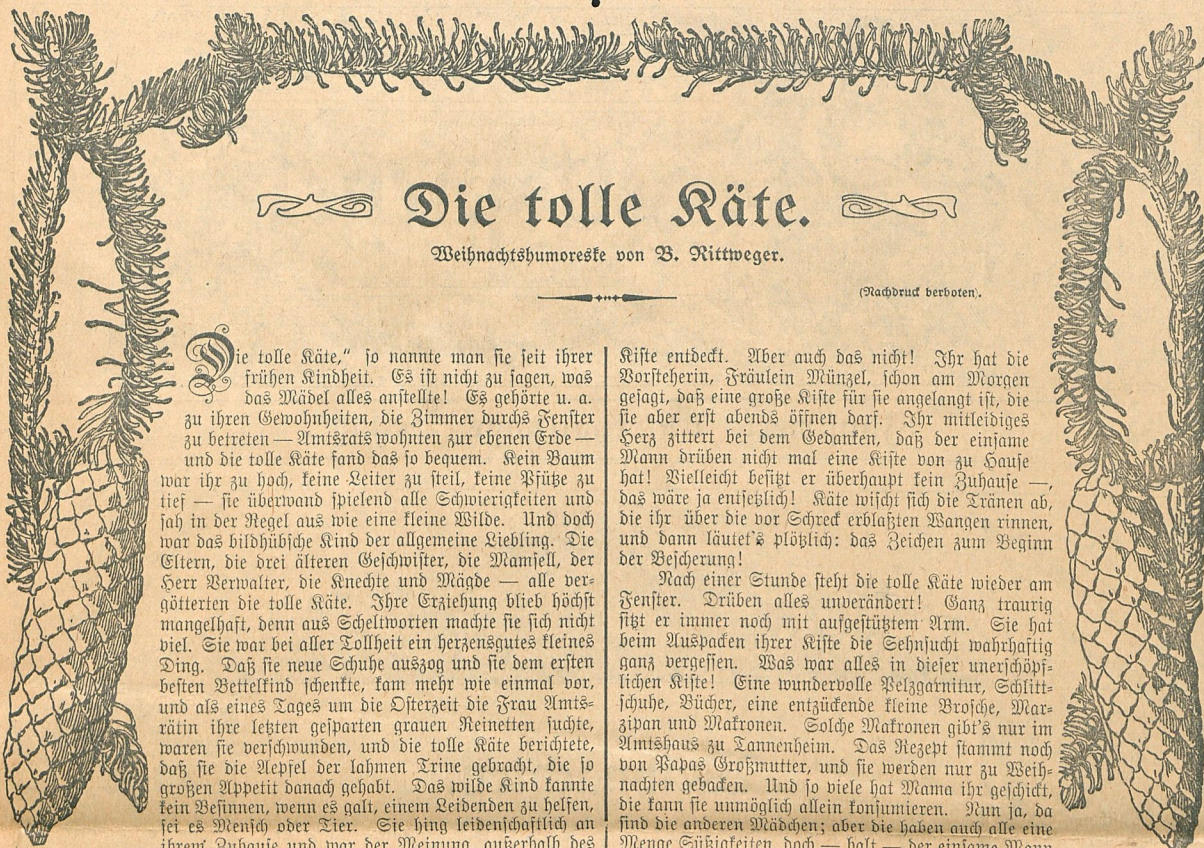 Die tolle Käte.
Weihnachtshumoreske von B. Rittweger.
(Nachdruck verboten).
Die tolle Käte,“ so nannte man sie seit ihrer
frühen Kindheit. Es ist nicht zu sagen, was
das Mädel alles anstellte! Es gehörte u. a.
zu ihren Gewohnheiten, die Zimmer durchs Fenster
zu betreten — Amtsrats wohnten zur ebenen Erde —
und die tolle Käte fand das so bequem. Kein Baum
war ihr zu hoch, keine Leiter zu steil, keine Pfütze zu
tief — sie überwand spielend alle Schwierigkeiten und
sah in der Regel aus wie eine kleine Wilde. Und doch
war das bildhübsche Kind der allgemeine Liebling. Die
Eltern, die drei älteren Geschwister, die Mamsell, der
Herr Verwalter, die Knechte und Mägde — alle ver-
götterten die tolle Käte. Ihre Erziehung blieb höchst
mangelhaft, denn aus Scheltworten machte sie sich nicht
viel. Sie war bei aller Tollheit ein herzensgutes kleines
Ding. Daß sie neue Schuhe auszog und sie dem ersten
besten Bettelkind schenkte, kam mehr wie einmal vor,
und als eines Tages um die Osterzeit die Frau Amts-
rätin ihre letzten gesparten grauen Reinetten suchte,
waren sie verschwunden, und die tolle Käte berichtete,
daß sie die Aepfel der lahmen Trine gebracht, die so
großen Appetit danach gehabt. Das wilde Kind kannte
kein Besinnen, wenn es galt, einem Leidenden zu helfen,
sei es Mensch oder Tier. Sie hing leidenschaftlich an
ihrem Zuhause und war der Meinung, außerhalb des
Kiste entdeckt. Aber auch das nicht! Ihr hat die
Vorsteherin, Fräulein Münzel, schon am Morgen
gesagt, daß eine große Kiste für sie angelangt ist, die
sie aber erst abends öffnen darf. Ihr mitleidiges
Herz zittert bei dem Gedanken, daß der einsame
Mann drüben nicht mal eine Kiste von zu Hause
hat! Vielleicht besitzt er überhaupt kein Zuhause —,
das wäre ja entsetzlich! Käte wischt sich die Tränen ab,
die ihr über die vor Schreck erblaßten Wangen rinnen,
und dann läutet's plötzlich: das Zeichen zum Beginn
der Bescherung!
Nach einer Stunde steht die tolle Käte wieder am
Fenster. Drüben alles unverändert! Ganz traurig
sitzt er immer noch mit aufgestütztem Arm. Sie hat
beim Auspacken ihrer Kiste die Sehnsucht wahrhaftig
ganz vergessen. Was war alles in dieser unerschöpf-
lichen Kiste! Eine wundervolle Pelzgarnitur, Schlitt-
schuhe, Bücher, eine entzückende kleine Brosche, Mar-
zipan und Makronen. Solche Makronen gibt's nur im
Amtshaus zu Tannenheim. Das Rezept stammt noch
von Papas Großmutter, und sie werden nur zu Weih-
nachten gebacken. Und so viele hat Mama ihr geschickt,
die kann sie unmöglich allein konsumieren. Nun ja, da
sind die anderen Mädchen; aber die haben auch alle eine
Menge Süßigkeiten, doch — halt — der einsame Mann